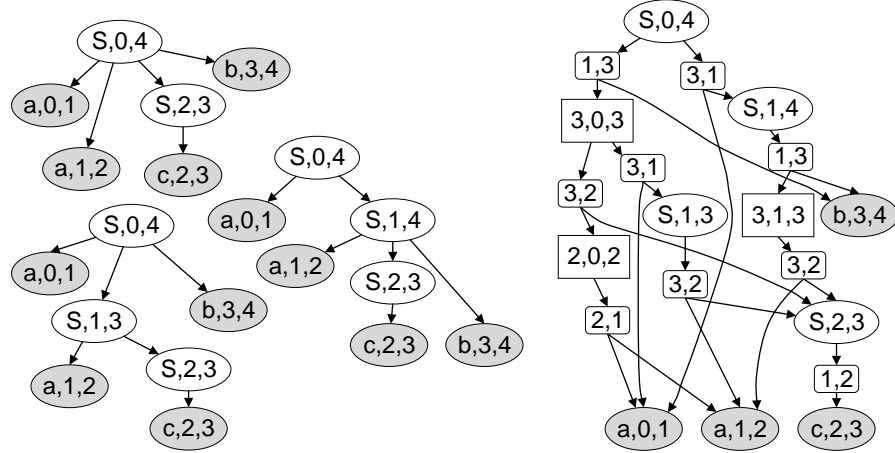 S,0,4
b,3,4
a,0,1
S,2,3
a,1,2
c,2,3
S,0,4
a,0,1
S,1,4
a,1,2
S,2,3
c,2,3
b,3,4
S,0,4
a,0,1
b,3,4
S,1,3
a,1,2
S,2,3
c,2,3
S,0,4
1,3
3,1
3,0,3
S,1,4
3,1
1,3
3,2
S,1,3
3,1,3
b,3,4
2,0,2
3,2
3,2
2,1
S,2,3
1,2
a,0,1
a,1,2
c,2,3